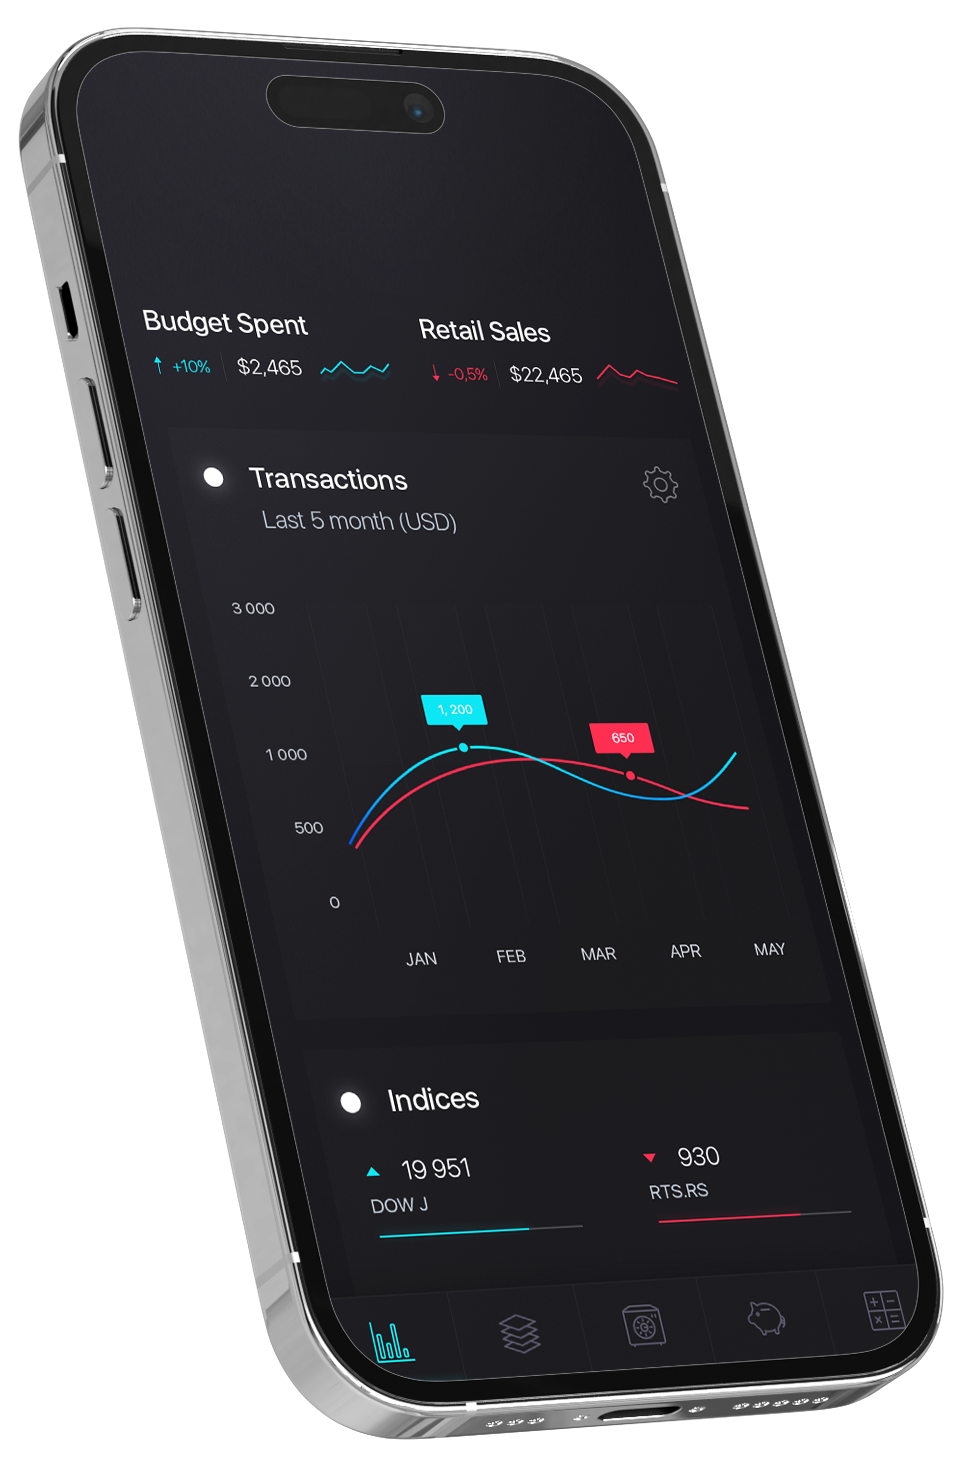 Budget Spent
+10% $2,465
Retail Sales
-0,5% $22,465
Transactions
Last 5 month (USD)
3 000
2 000
1 000
500
0
1, 200
650
JAN FEB MAR APR MAY
Indices
19 951
DOW J
930
RTS.RS